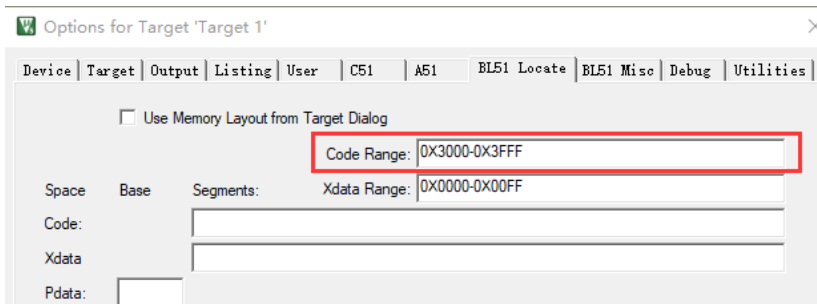 Options for Target 'Target 1'
Device Target Output Listing User C51 A51 BL51 Locate BL51 Misc Debug Utilities
Use Memory Layout from Target Dialog
Code Range: 0X3000-0X3FFF
Space Base Segments: Xdata Range: 0X0000-0X00FF
Code:
Xdata
Pdata: